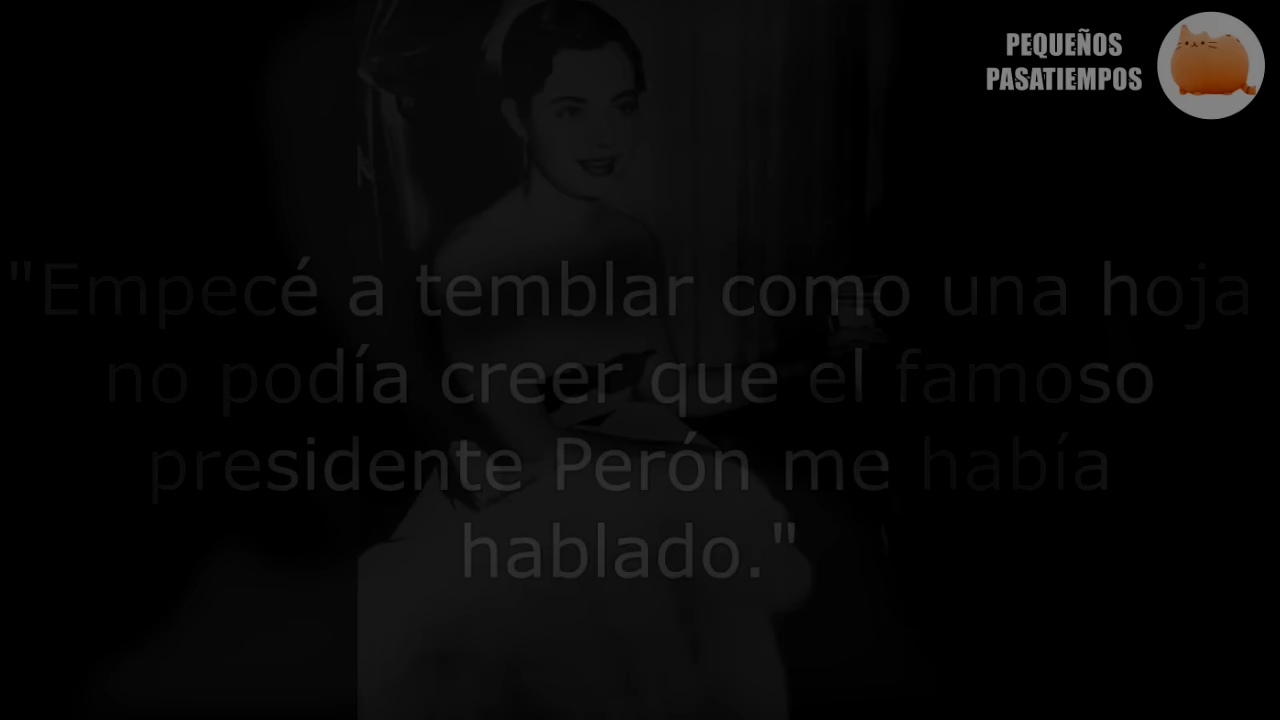 PEQUEÑOS
PASATIEMPOS
"Empecé a temblar como una hoja
no podía creer que el famoso
presidente Perón me había
hablado."